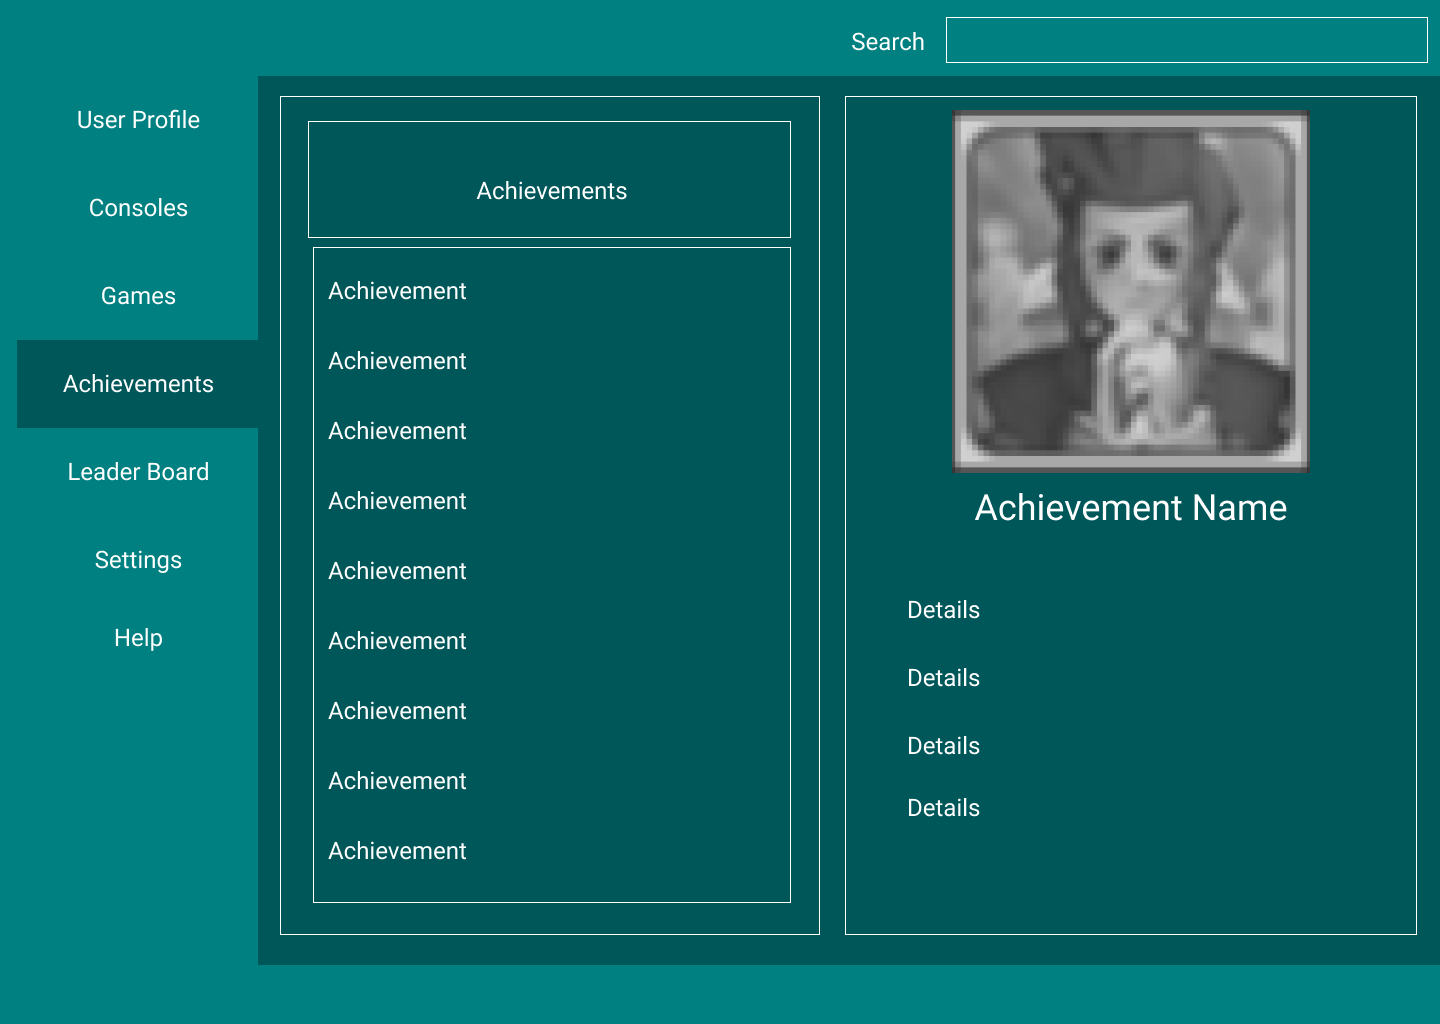 Search
User Profile
Consoles
Games
Achievements
Leader Board
Settings
Help
Achievements
Achievement
Achievement
Achievement
Achievement
Achievement
Achievement
Achievement
Achievement
Achievement
Achievement Name
Details
Details
Details
Details